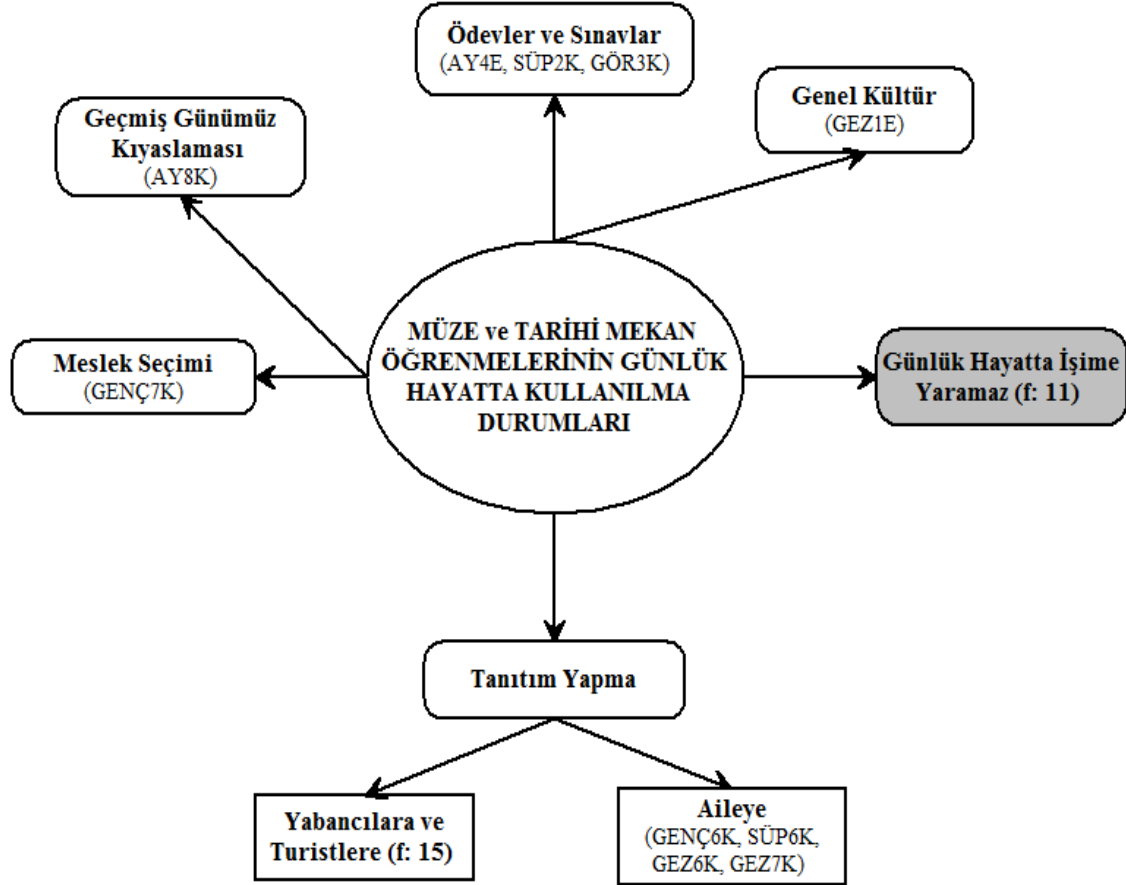 Ödevler ve Sınavlar
(AY4E, SÜP2K, GÖR3K)
Genel Kültür
(GEZ1E)
Geçmiş Günümüz
Kıyaslaması
(AY8K)
MÜZE ve TARİHİ MEKAN
ÖĞRENMELERİNİN GÜNLÜK
HAYATTA KULLANILMA
DURUMLARI
Meslek Seçimi
(GENÇ7K)
Günlük Hayatta İşime
Yaramaz (f: 11)
Tanıtım Yapma
Yabancılara ve
Turistlere (f: 15)
Aileye
(GENÇ6K, SÜP6K,
GEZ6K, GEZ7K)